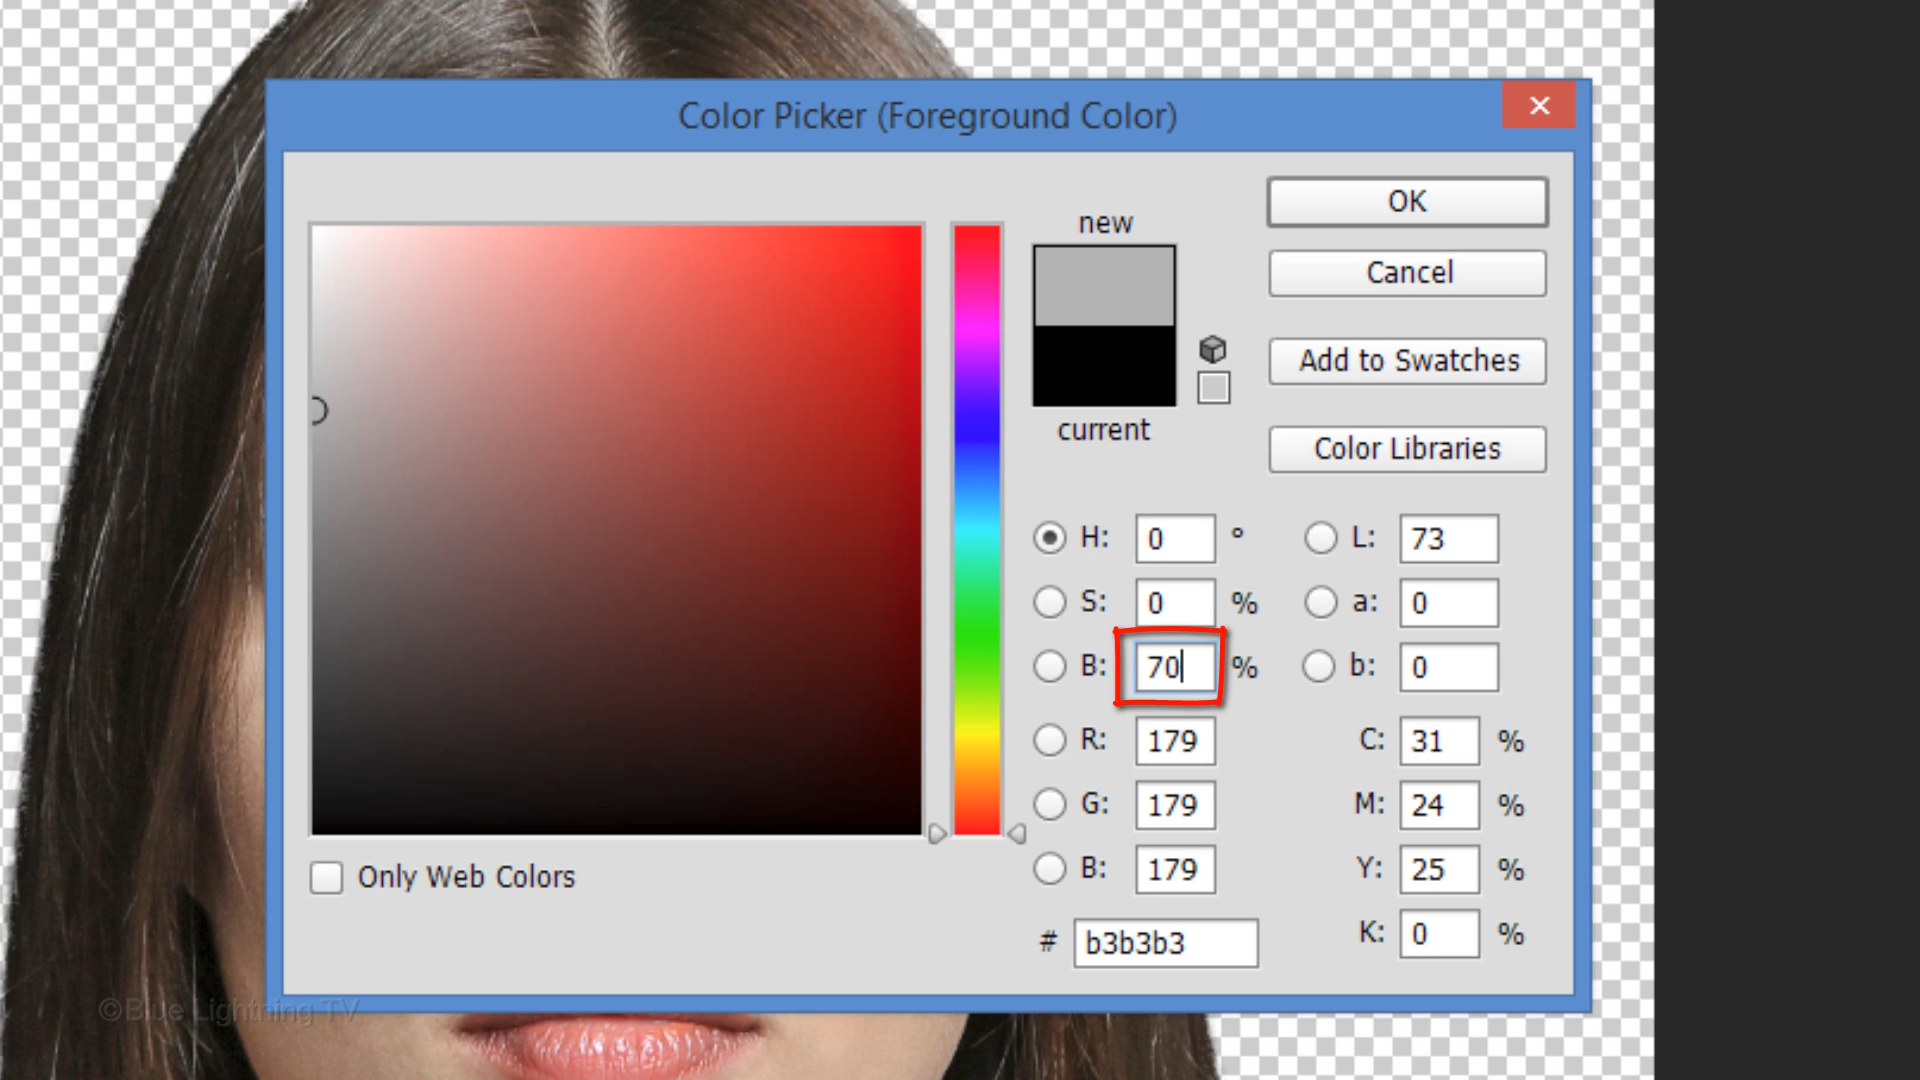 Color Picker (Foreground Color)
OK
new
Cancel
Add to Swatches
current
Color Libraries
H: 0 °
L: 73
S: 0 %
a: 0
B: 70 %
b: 0
R: 179
C: 31 %
G: 179
M: 24 %
B: 179
Y: 25 %
Only Web Colors
# b3b3b3
K: 0 %
©Blue Lightning TV